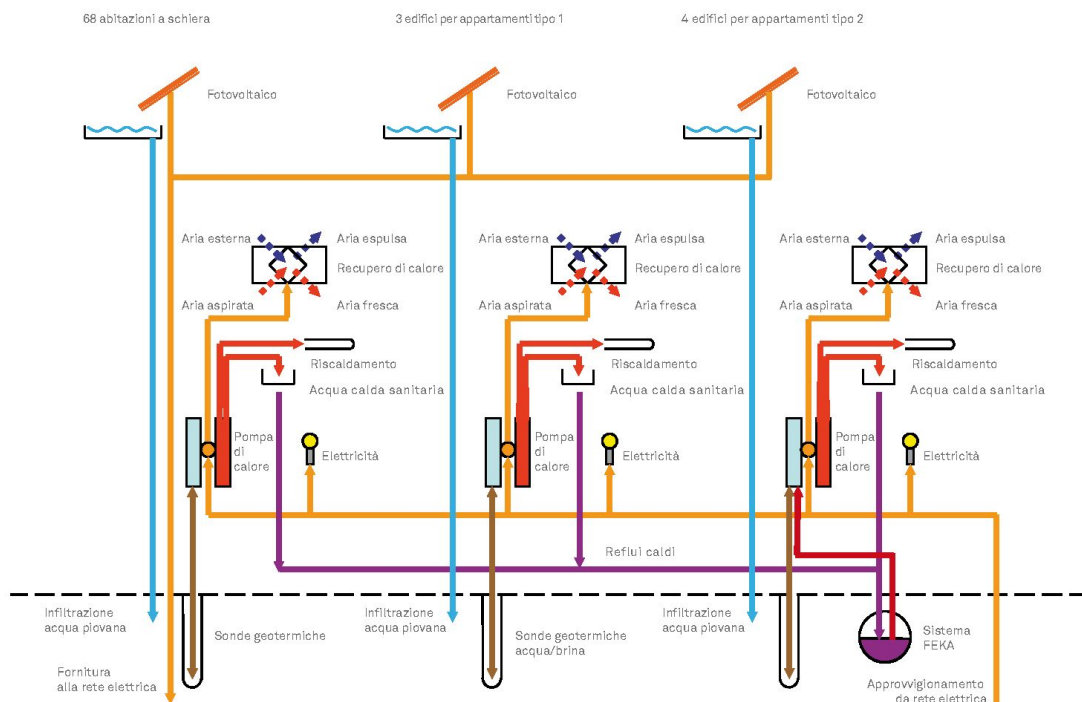 68 abitazioni a schiera
3 edifici per appartamenti tipo 1
4 edifici per appartamenti tipo 2
Fotovoltaico
Fotovoltaico
Fotovoltaico
Aria esterna
Aria espulsa
Recupero di calore
Aria aspirata
Aria fresca
Aria esterna
Aria espulsa
Recupero di calore
Aria aspirata
Aria fresca
Aria esterna
Aria espulsa
Recupero di calore
Aria aspirata
Aria fresca
Riscaldamento
Acqua calda sanitaria
Riscaldamento
Acqua calda sanitaria
Riscaldamento
Acqua calda sanitaria
Pompa
di
calore
Elettricità
Pompa
di
calore
Elettricità
Pompa
di
calore
Elettricità
Reflui caldi
Infiltrazione
acqua piovana
Sonde geotermiche
Infiltrazione
acqua piovana
Sonde geotermiche
acqua/brina
Infiltrazione
acqua piovana
Sistema
FEKA
Fornitura
alla rete elettrica
Approvvigionamento
da rete elettrica